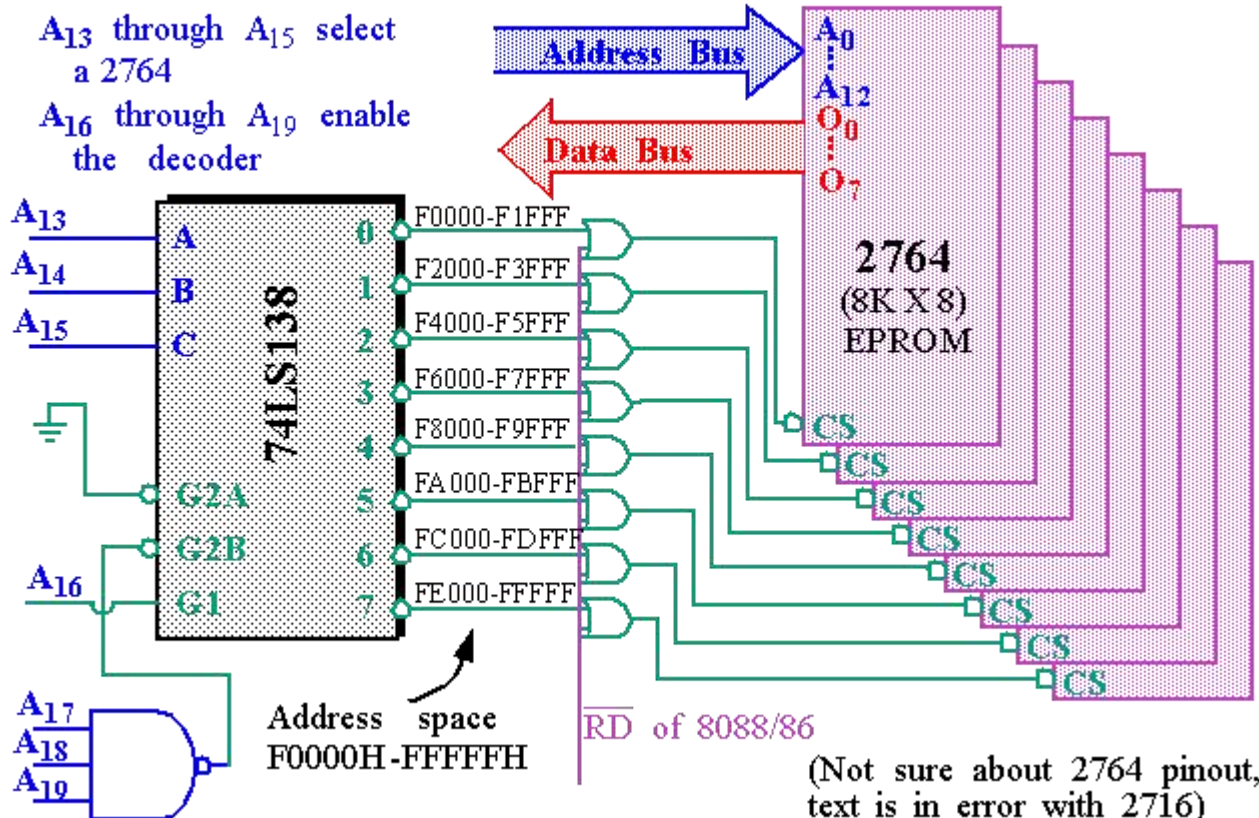 A13 through A15 select
a 2764
A16 through A19 enable
the decoder
Address Bus
Data Bus
A0
A12
O0
O7
2764
(8K X 8)
EPROM
A13
A14
A15
A
B
C
74LS138
G2A
G2B
G1
A16
0
1
2
3
4
5
6
7
F0000-F1FFF
F2000-F3FFF
F4000-F5FFF
F6000-F7FFF
F8000-F9FFF
FA000-FBFFF
FC000-FDFFF
FE000-FFFFF
CS
CS
CS
CS
CS
CS
CS
CS
A17
A18
A19
Address space
F0000H-FFFFFH
R̅D̅ of 8088/86
(Not sure about 2764 pinout,
text is in error with 2716)